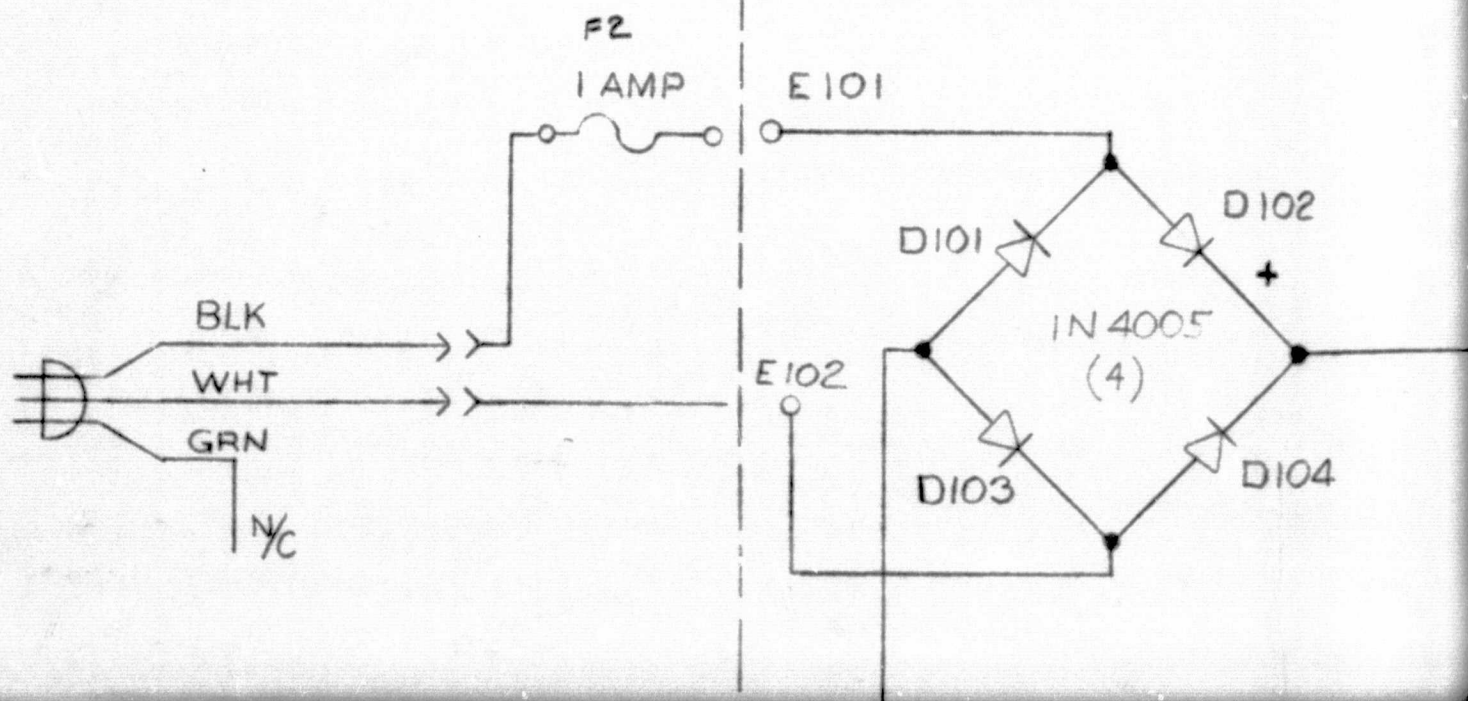 F2
1 AMP
E101
D102
D101
+
BLK
1N4005
(4)
WHT
E102
GRN
D103
D104
N/C